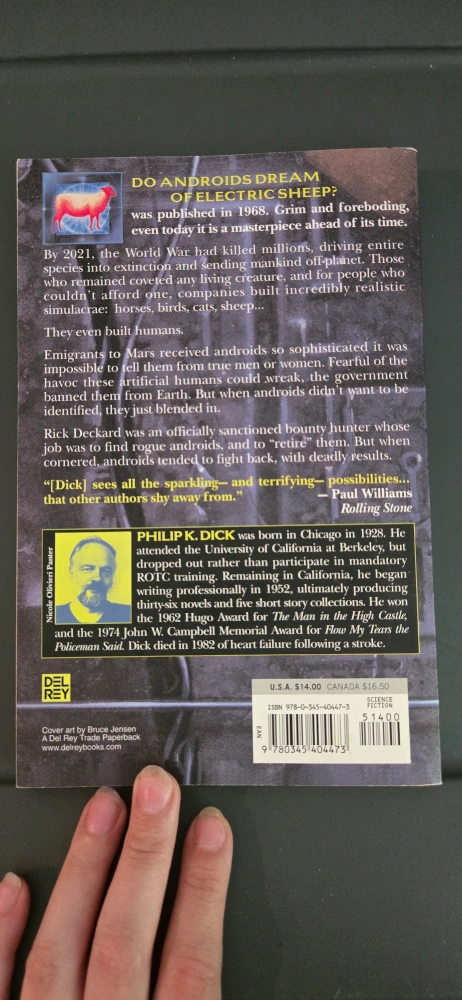 DO ANDROIDS DREAM
OF ELECTRIC SHEEP?
was published in 1968. Grim and foreboding,
even today it is a masterpiece ahead of its time.
By 2021, the World War had killed millions, driving entire
species into extinction and sending mankind off-planet. Those
who remained coveted any living creature, and for people who
couldn't afford one, companies built incredibly realistic
simulacrae: horses, birds, cats, sheep...
They even built humans.
Emigrants to Mars received androids so sophisticated it was
impossible to tell them from true men or women. Fearful of the
havoc these artificial humans could wreak, the government
banned them from Earth. But when androids didn't want to be
identified, they just blended in.
Rick Deckard was an officially sanctioned bounty hunter whose
job was to find rogue androids, and to "retire" them. But when
cornered, androids tended to fight back, with deadly results.
"[Dick] sees all the sparkling— and terrifying— possibilities...
that other authors shy away from."
— Paul Williams
Rolling Stone
Nicole Olivieri Panter
PHILIP K. DICK was born in Chicago in 1928. He
attended the University of California at Berkeley, but
dropped out rather than participate in mandatory
ROTC training. Remaining in California, he began
writing professionally in 1952, ultimately producing
thirty-six novels and five short story collections. He won
the 1962 Hugo Award for The Man in the High Castle,
and the 1974 John W. Campbell Memorial Award for Flow My Tears the
Policeman Said. Dick died in 1982 of heart failure following a stroke.
DEL
REY
Cover art by Bruce Jensen
A Del Rey Trade Paperback
www.delreybooks.com
U.S.A. $14.00 CANADA $16.50
ISBN 978-0-345-40447-3
SCIENCE
FICTION
51400
EAN
9 780345 404473